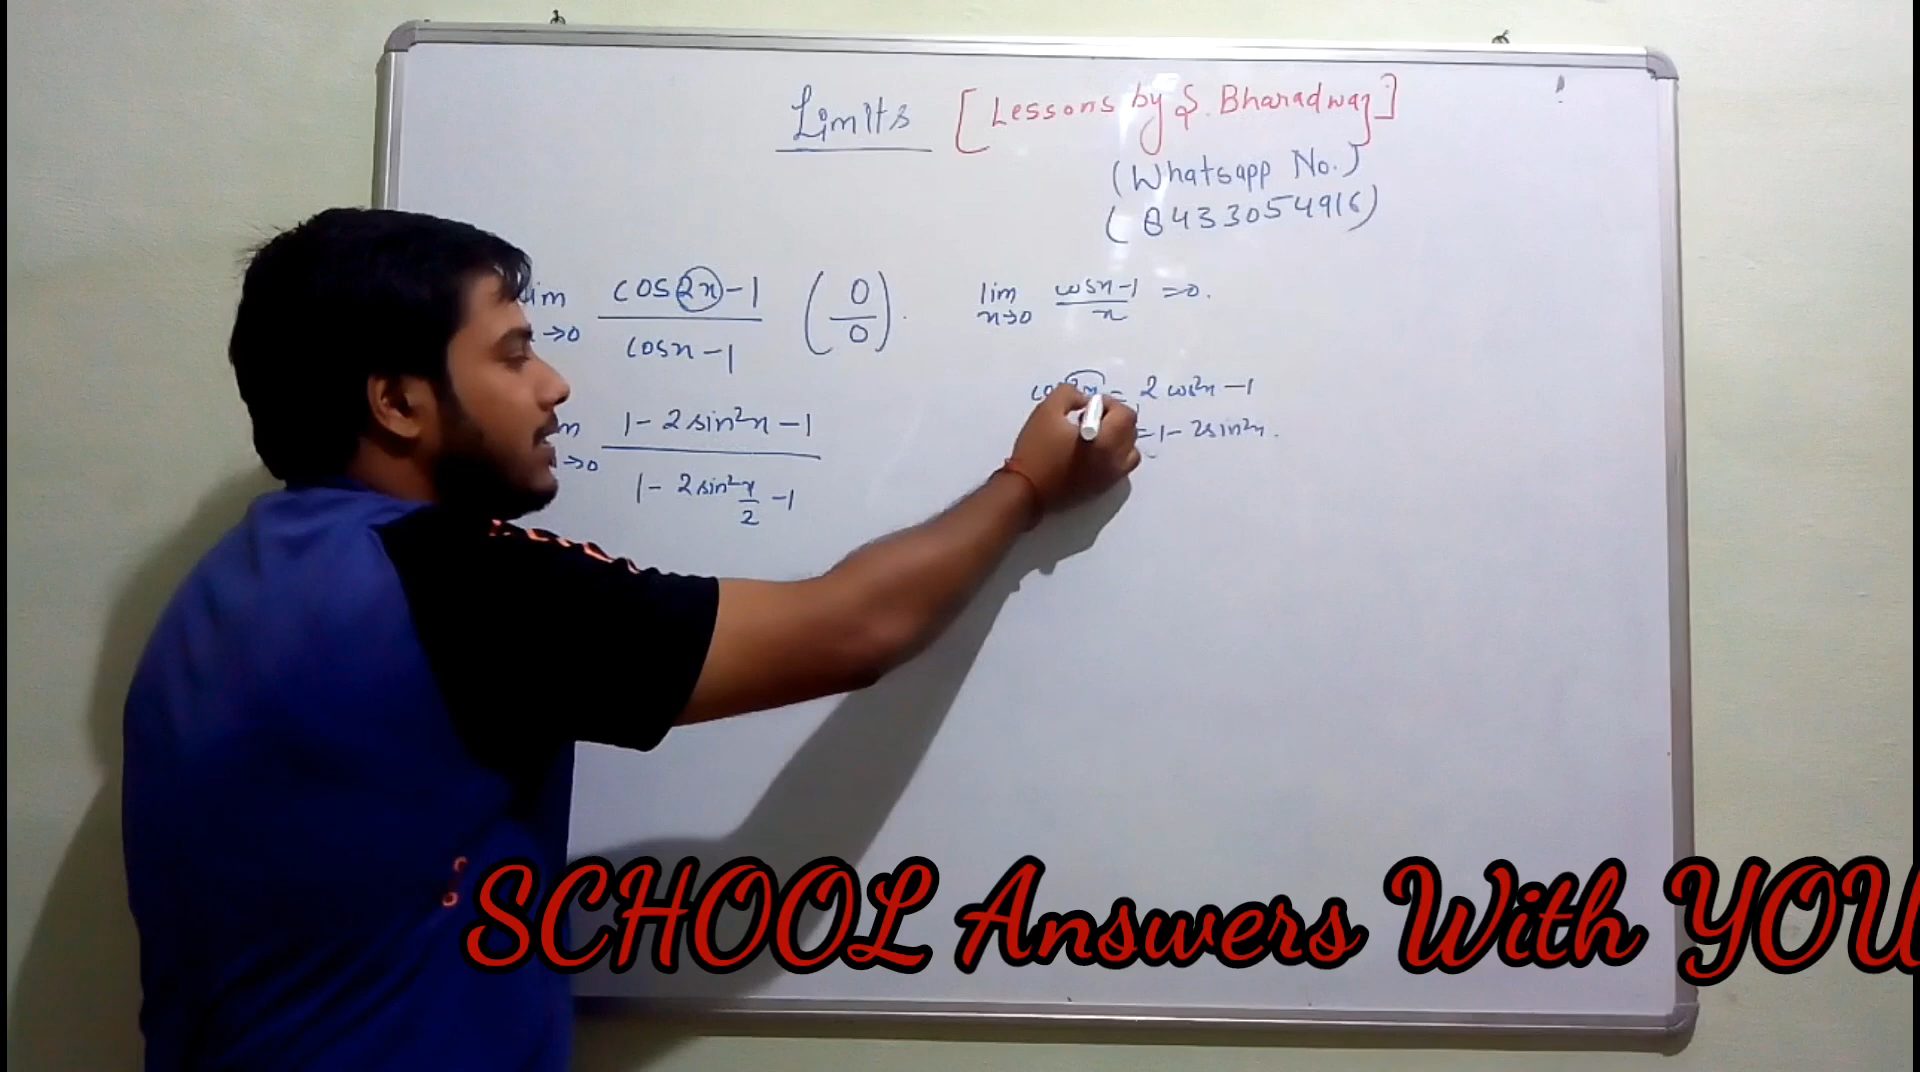 Limits [Lessons by S. Bharadwaj]
(Whatsapp No.)
(8433054916)
lim x→0 cos2x-1 / cosx-1 (0/0).
lim x→0 cosx-1 / x =0.
cos2x = 2cos²x-1
=1-2sin²x.
x→0 1-2sin²x-1 / 1-2sin²x/2-1
SCHOOL Answers With YOU